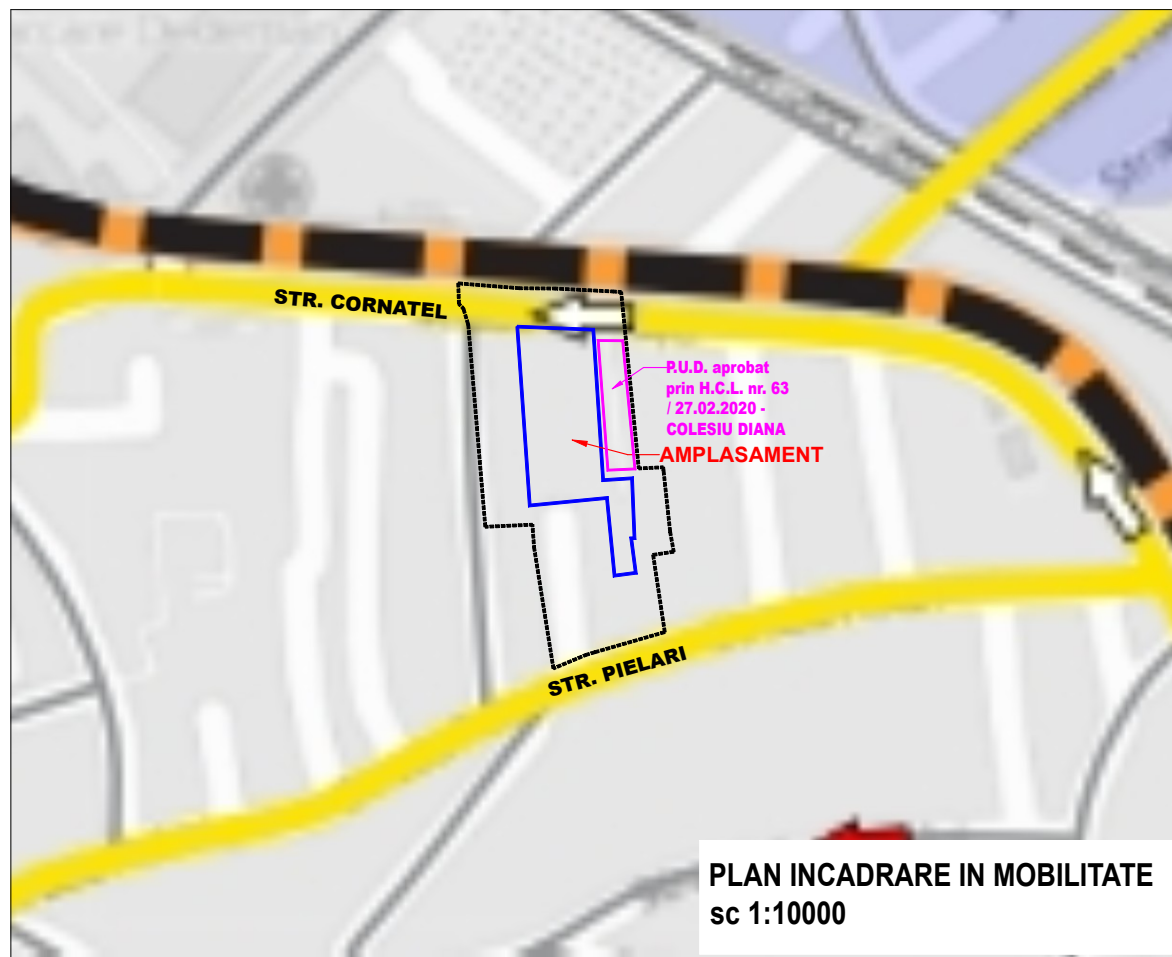 STR. CORNATEL
P.U.D. aprobat
prin H.C.L. nr. 63
/ 27.02.2020 -
COLESIU DIANA
AMPLASAMENT
STR. PIELARI
PLAN INCADRARE IN MOBILITATE
sc 1:10000